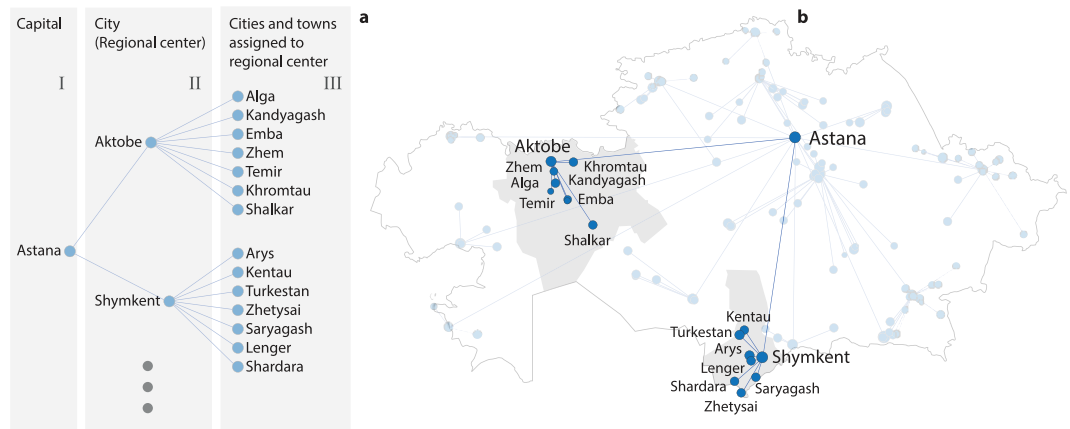 Capital
City
(Regional center)
Cities and towns
assigned to
regional center
I
II
III
Aktobe
Alga
Kandyagash
Emba
Zhem
Temir
Khromtau
Shalkar
Astana
Shymkent
Arys
Kentau
Turkestan
Zhetysai
Saryagash
Lenger
Shardara
a
b
Astana
Aktobe
Zhem
Khromtau
Alga
Kandyagash
Temir
Emba
Shalkar
Kentau
Turkestan
Arys
Shymkent
Lenger
Shardara
Saryagash
Zhetysai